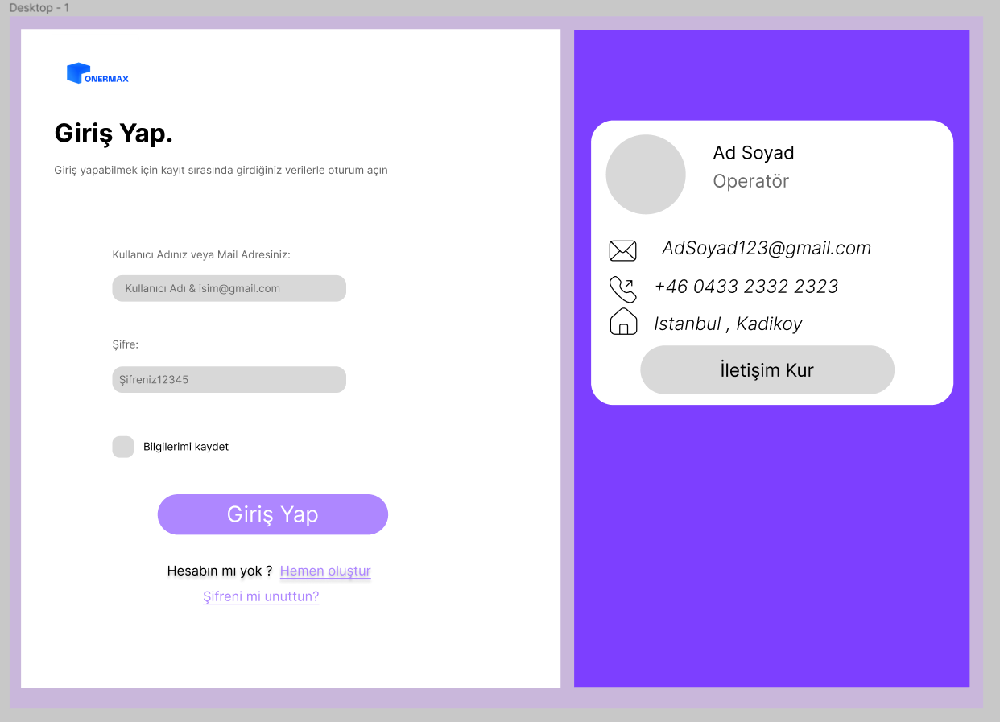 Desktop - 1
ONERMAX
Giriş Yap.
Giriş yapabilmek için kayıt sırasında girdiğiniz verilerle oturum açın
Kullanıcı Adınız veya Mail Adresiniz:
Kullanıcı Adı & isim@gmail.com
Şifre:
Şifreniz12345
Bilgilerimi kaydet
Giriş Yap
Hesabın mı yok ? Hemen oluştur
Şifreni mi unuttun?
Ad Soyad
Operatör
AdSoyad123@gmail.com
+46 0433 2332 2323
Istanbul , Kadikoy
İletişim Kur